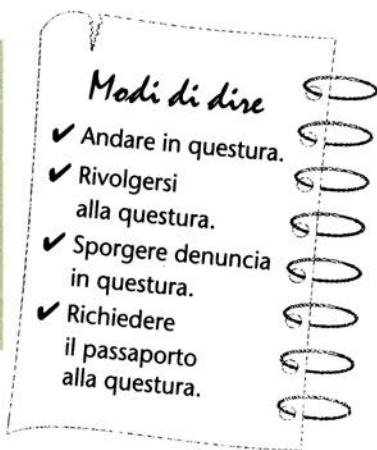 Modi di dire
✔ Andare in questura.
✔ Rivolgersi
alla questura.
✔ Sporgere denuncia
in questura.
✔ Richiedere
il passaporto
alla questura.